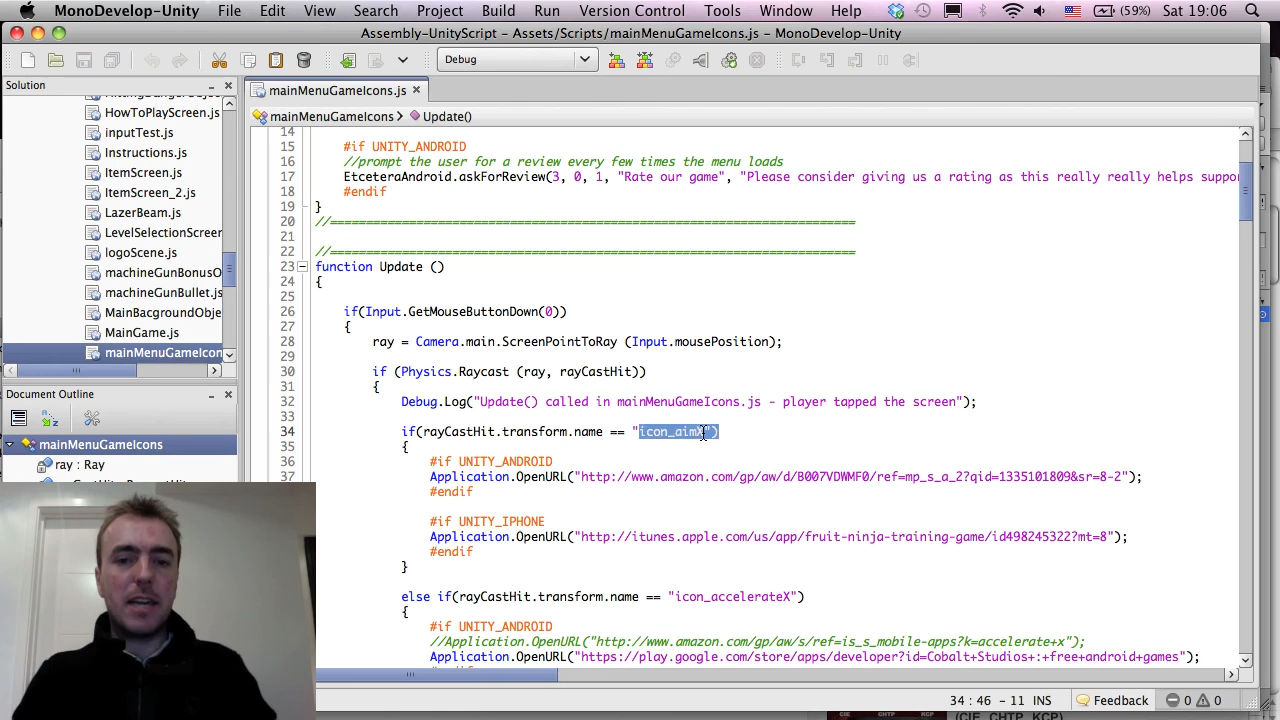 MonoDevelop-Unity File Edit View Search Project Build Run Version Control Tools Window Help (59%) Sat 19:06
Assembly-UnityScript - Assets/Scripts/mainMenuGameIcons.js - MonoDevelop-Unity
Debug
Solution
HowToPlayScreen.js
inputTest.js
Instructions.js
ItemScreen.js
ItemScreen_2.js
LazerBeam.js
LevelSelectionScreen
logoScene.js
machineGunBonusO
machineGunBullet.js
MainBacgroundObje
MainGame.js
mainMenuGameIcon
Document Outline
mainMenuGameIcons
ray : Ray
mainMenuGameIcons.js
mainMenuGameIcons Update()
14
15 #if UNITY_ANDROID
16 //prompt the user for a review every few times the menu loads
17 EtceteraAndroid.askForReview(3, 0, 1, "Rate our game", "Please consider giving us a rating as this really really helps suppor
18 #endif
19 }
20 //=========================================================================
21
22 //=========================================================================
23 function Update ()
24 {
25
26 if(Input.GetMouseButtonDown(0))
27 {
28 ray = Camera.main.ScreenPointToRay (Input.mousePosition);
29
30 if (Physics.Raycast (ray, rayCastHit))
31 {
32 Debug.Log("Update() called in mainMenuGameIcons.js - player tapped the screen");
33
34 if(rayCastHit.transform.name == "icon_aimX")
35 {
36 #if UNITY_ANDROID
37 Application.OpenURL("http://www.amazon.com/gp/aw/d/B007VDWMF0/ref=mp_s_a_2?qid=1335101809&sr=8-2");
#endif
#if UNITY_IPHONE
Application.OpenURL("http://itunes.apple.com/us/app/fruit-ninja-training-game/id498245322?mt=8");
#endif
}
else if(rayCastHit.transform.name == "icon_accelerateX")
{
#if UNITY_ANDROID
//Application.OpenURL("http://www.amazon.com/gp/aw/s/ref=is_s_mobile-apps?k=accelerate+x");
Application.OpenURL("https://play.google.com/store/apps/developer?id=Cobalt+Studios+:+free+android+games");
34 : 46 - 11 INS Feedback 0 0
(CIE, CHTP, KCP)